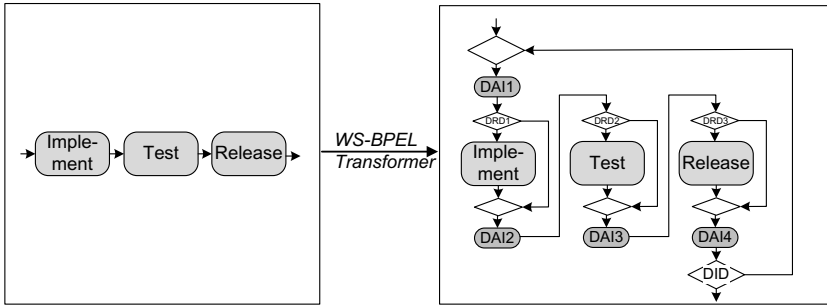 Imple-
ment
Test
Release
WS-BPEL
Transformer
DAI1
DRD1
Imple-
ment
DAI2
DRD2
Test
DAI3
DRD3
Release
DAI4
DID